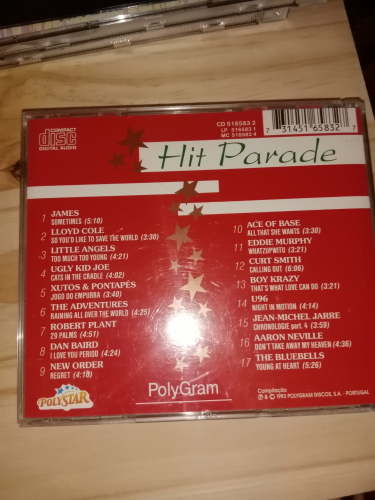 COMPACT
disc
DIGITAL AUDIO
CD 516583 2
LP 516583 1
MC 516583 4
7 31451 65832 7
Hit Parade
1 JAMES
SOMETIMES (5:10)
2 LLOYD COLE
SO YOU'D LIKE TO SAVE THE WORLD (3:30)
3 LITTLE ANGELS
TOO MUCH TOO YOUNG (4:21)
4 UGLY KID JOE
CATS IN THE CRADLE (4:02)
5 XUTOS & PONTAPÉS
JOGO DO EMPURRA (3:40)
6 THE ADVENTURES
RAINING ALL OVER THE WORLD (4:25)
7 ROBERT PLANT
29 PALMS (4:51)
8 DAN BAIRD
I LOVE YOU PERIOD (4:24)
9 NEW ORDER
REGRET (4:10)
10 ACE OF BASE
ALL THAT SHE WANTS (3:30)
11 EDDIE MURPHY
WHATZUPWITU (3:21)
12 CURT SMITH
CALLING OUT (6:06)
13 BOY KRAZY
THAT'S WHAT LOVE CAN DO (3:21)
14 U96
NIGHT IN MOTION (4:14)
15 JEAN-MICHEL JARRE
CHRONOLOGIE part. 4 (3:59)
16 AARON NEVILLE
DON'T TAKE AWAY MY HEAVEN (4:36)
17 THE BLUEBELLS
YOUNG AT HEART (5:26)
POLYSTAR
PolyGram
Compilação
℗ & © 1993 POLYGRAM DISCOS, S.A. - PORTUGAL